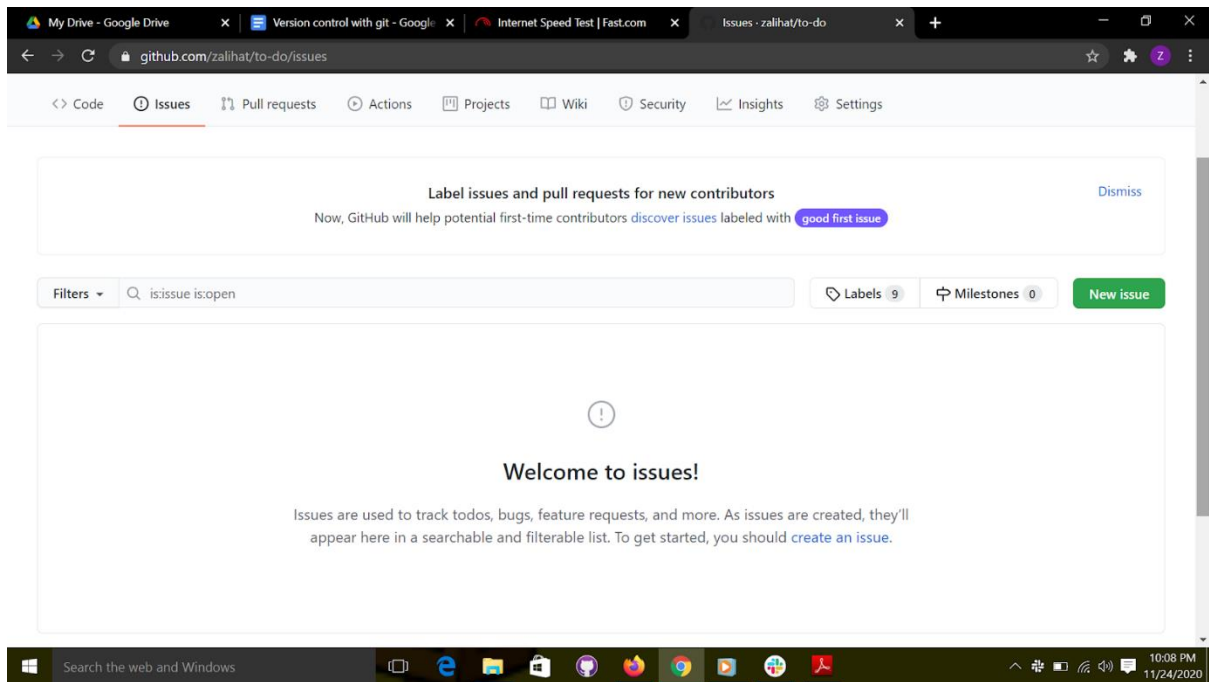 My Drive - Google Drive
Version control with git - Google
Internet Speed Test | Fast.com
Issues · zalihat/to-do
github.com/zalihat/to-do/issues
Z
<> Code Issues Pull requests Actions Projects Wiki Security Insights Settings
Label issues and pull requests for new contributors
Dismiss
Now, GitHub will help potential first-time contributors discover issues labeled with good first issue
Filters is:issue is:open Labels 9 Milestones 0 New issue
Welcome to issues!
Issues are used to track todos, bugs, feature requests, and more. As issues are created, they'll
appear here in a searchable and filterable list. To get started, you should create an issue.
Search the web and Windows
10:08 PM
11/24/2020